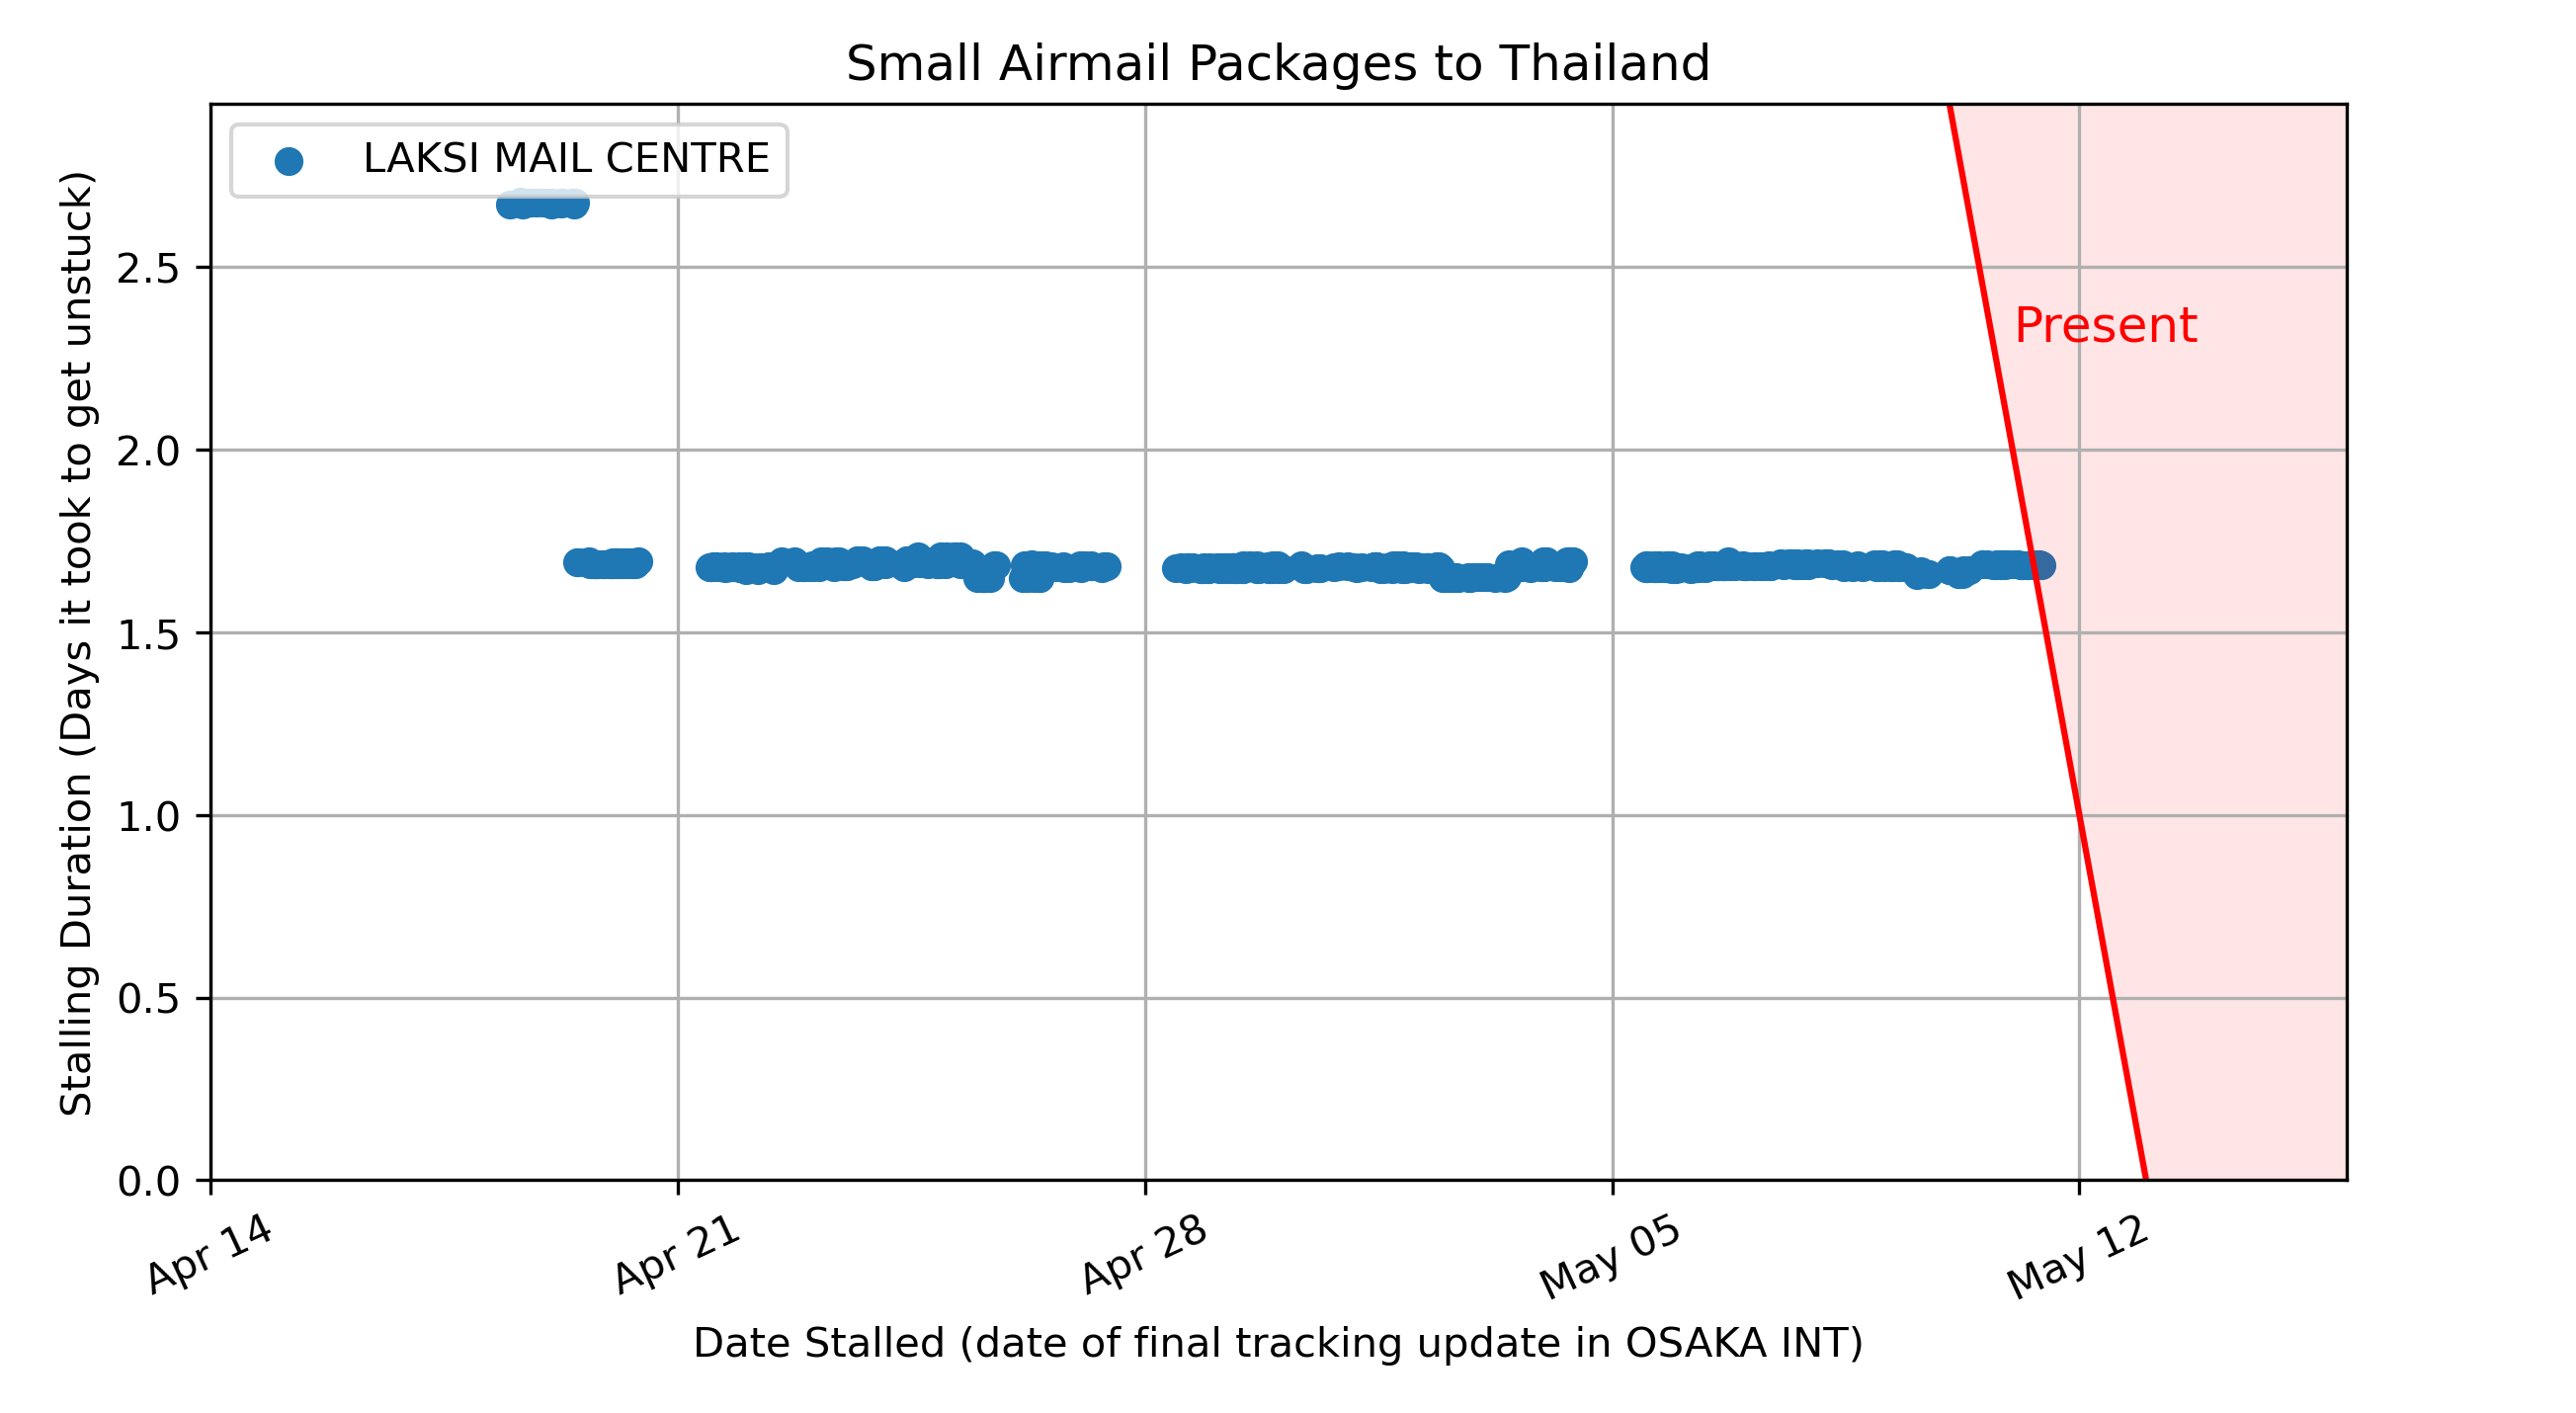 Small Airmail Packages to Thailand
LAKSI MAIL CENTRE
Present
Stalling Duration (Days it took to get unstuck)
2.5
2.0
1.5
1.0
0.5
0.0
Apr 14
Apr 21
Apr 28
May 05
May 12
Date Stalled (date of final tracking update in OSAKA INT)